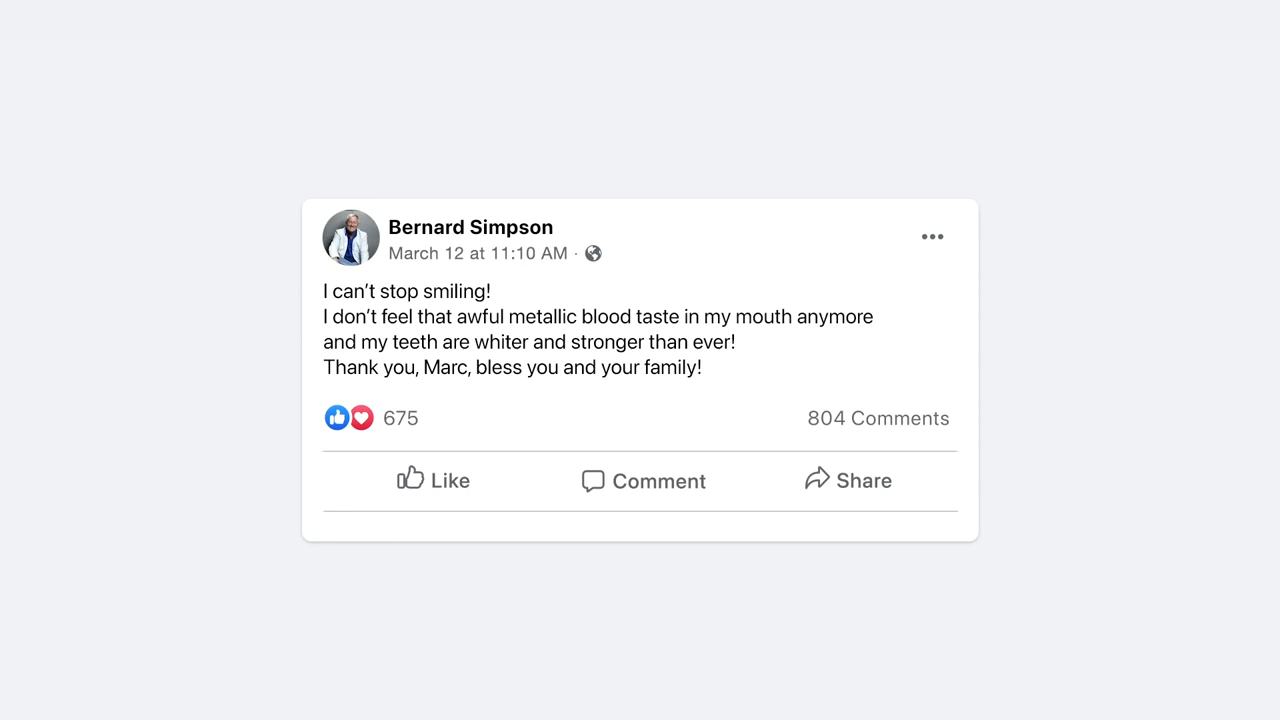 Bernard Simpson
March 12 at 11:10 AM ·
I can’t stop smiling!
I don’t feel that awful metallic blood taste in my mouth anymore
and my teeth are whiter and stronger than ever!
Thank you, Marc, bless you and your family!
675 804 Comments
Like Comment Share